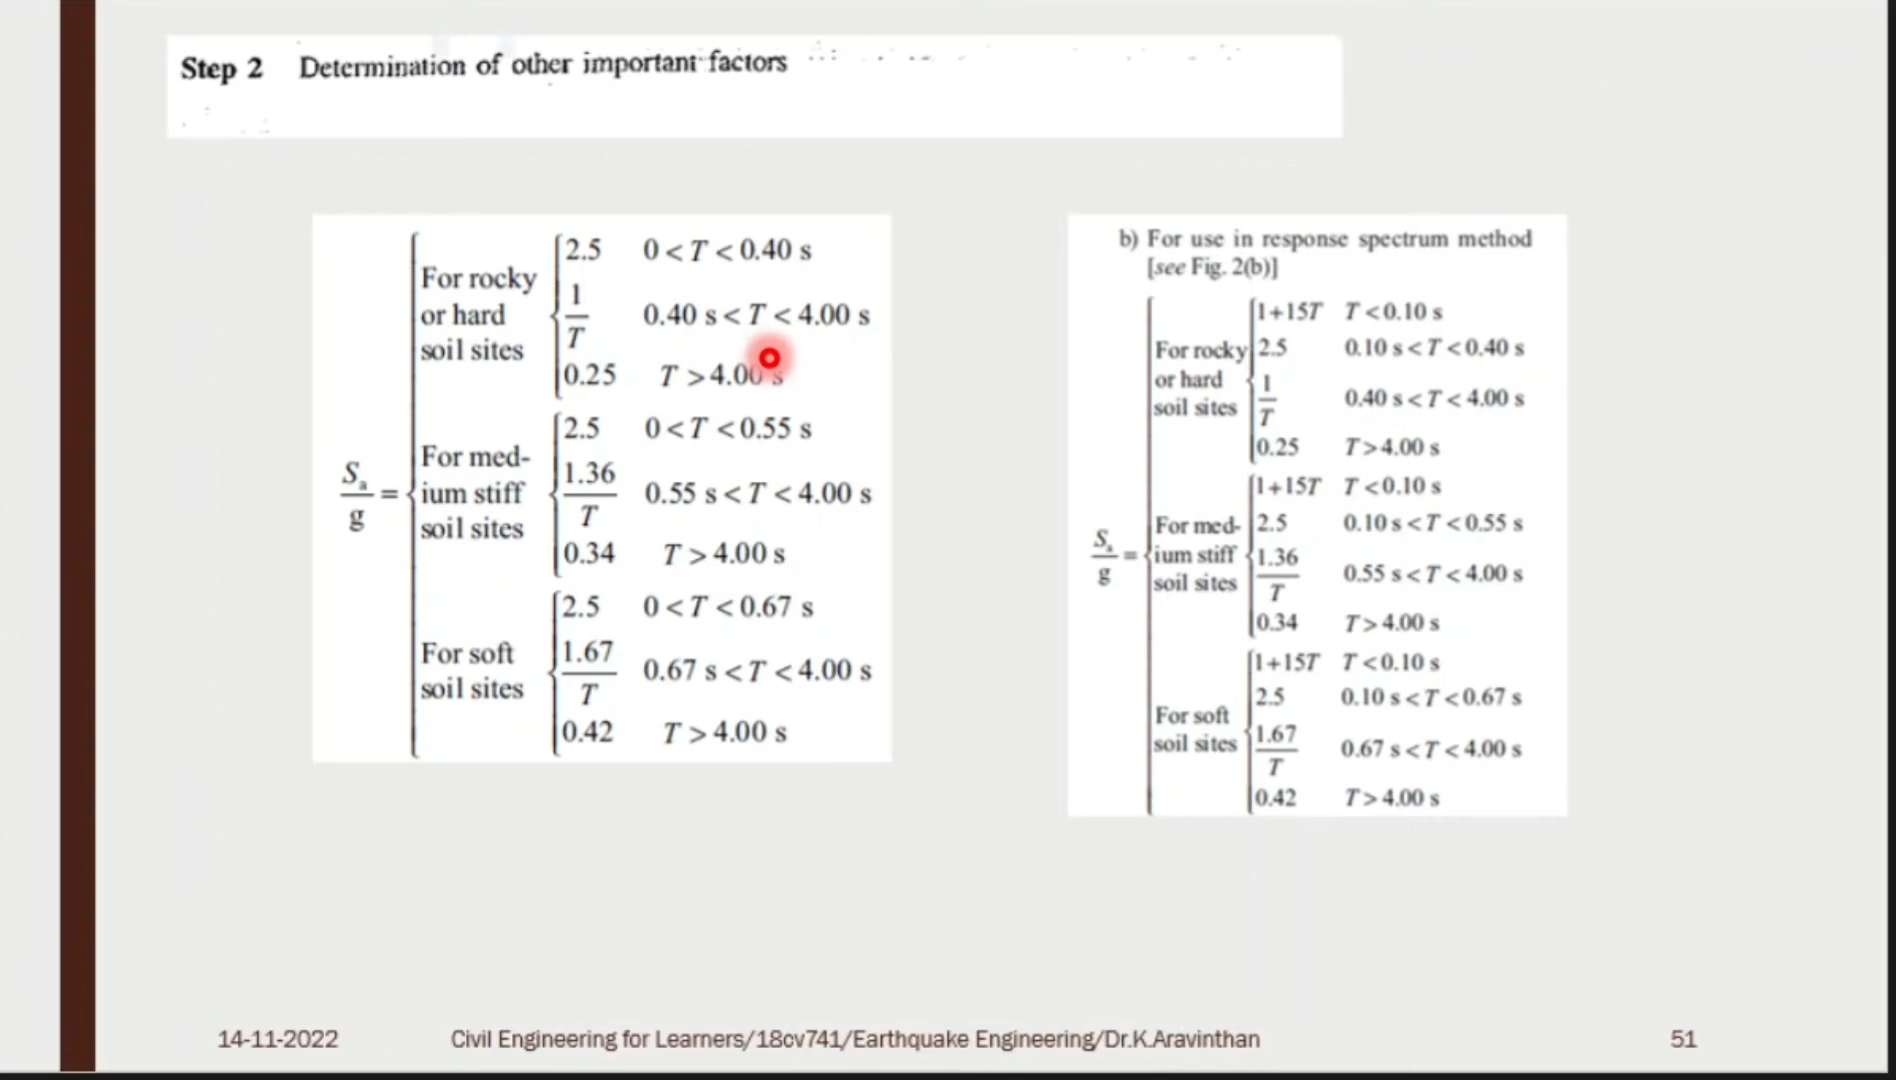 Step 2 Determination of other important factors
S_a/g =
For rocky or hard soil sites
2.5 0 < T < 0.40 s
1/T 0.40 s < T < 4.00 s
0.25 T > 4.00 s
For med-
ium stiff
soil sites
2.5 0 < T < 0.55 s
1.36/T 0.55 s < T < 4.00 s
0.34 T > 4.00 s
For soft
soil sites
2.5 0 < T < 0.67 s
1.67/T 0.67 s < T < 4.00 s
0.42 T > 4.00 s
b) For use in response spectrum method
[see Fig. 2(b)]
S_a/g =
For rocky
or hard
soil sites
1+15T T < 0.10 s
2.5 0.10 s < T < 0.40 s
1/T 0.40 s < T < 4.00 s
0.25 T > 4.00 s
For med-
ium stiff
soil sites
1+15T T < 0.10 s
2.5 0.10 s < T < 0.55 s
1.36/T 0.55 s < T < 4.00 s
0.34 T > 4.00 s
For soft
soil sites
1+15T T < 0.10 s
2.5 0.10 s < T < 0.67 s
1.67/T 0.67 s < T < 4.00 s
0.42 T > 4.00 s
14-11-2022 Civil Engineering for Learners/18cv741/Earthquake Engineering/Dr.K.Aravinthan 51